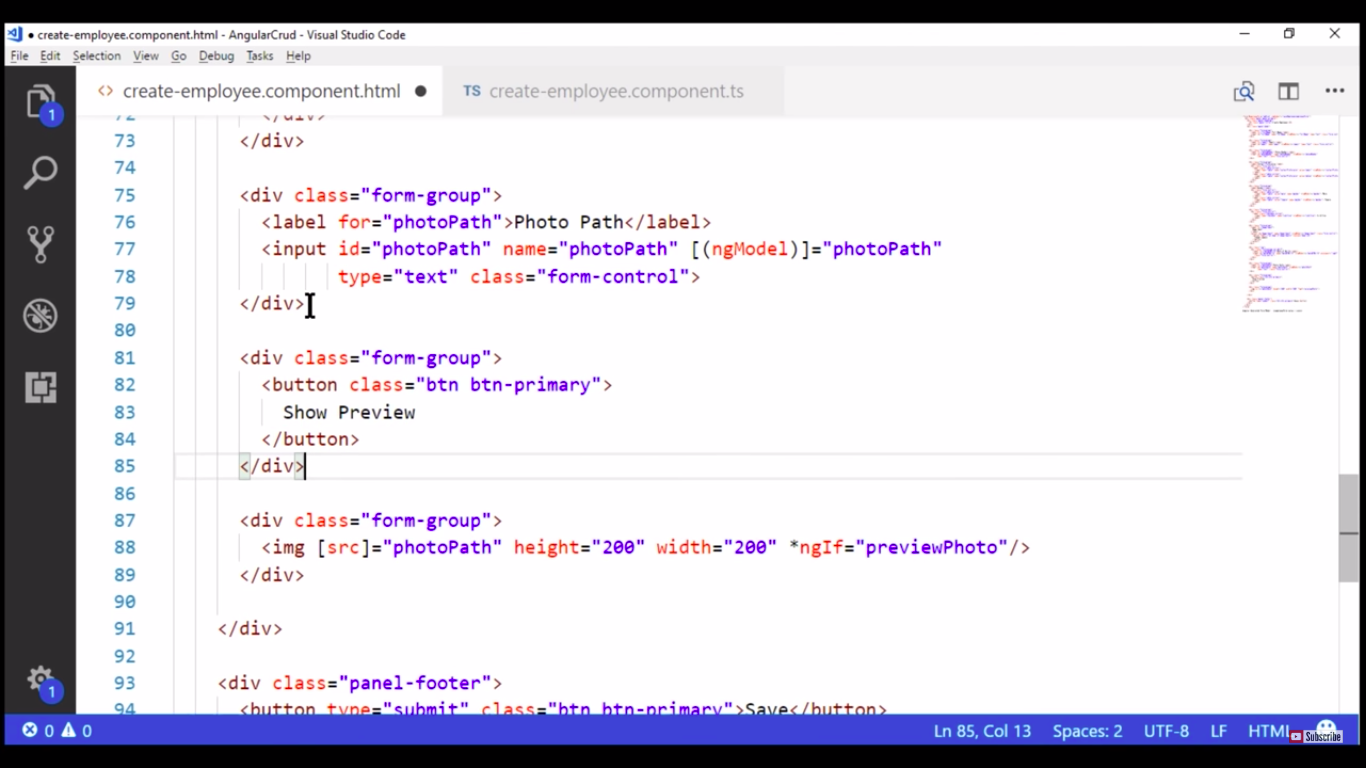 create-employee.component.html - AngularCrud - Visual Studio Code
File Edit Selection View Go Debug Tasks Help
<> create-employee.component.html ● TS create-employee.component.ts
1
72 </div>
73 </div>
74
75 <div class="form-group">
76 <label for="photoPath">Photo Path</label>
77 <input id="photoPath" name="photoPath" [(ngModel)]="photoPath"
78 type="text" class="form-control">
79 </div>
80
81 <div class="form-group">
82 <button class="btn btn-primary">
83 Show Preview
84 </button>
85 </div>
86
87 <div class="form-group">
88 <img [src]="photoPath" height="200" width="200" *ngIf="previewPhoto"/>
89 </div>
90
91 </div>
92
93 <div class="panel-footer">
94 <button type="submit" class="btn btn-primary">Save</button>
1
0 0 Ln 85, Col 13 Spaces: 2 UTF-8 LF HTML Subscribe